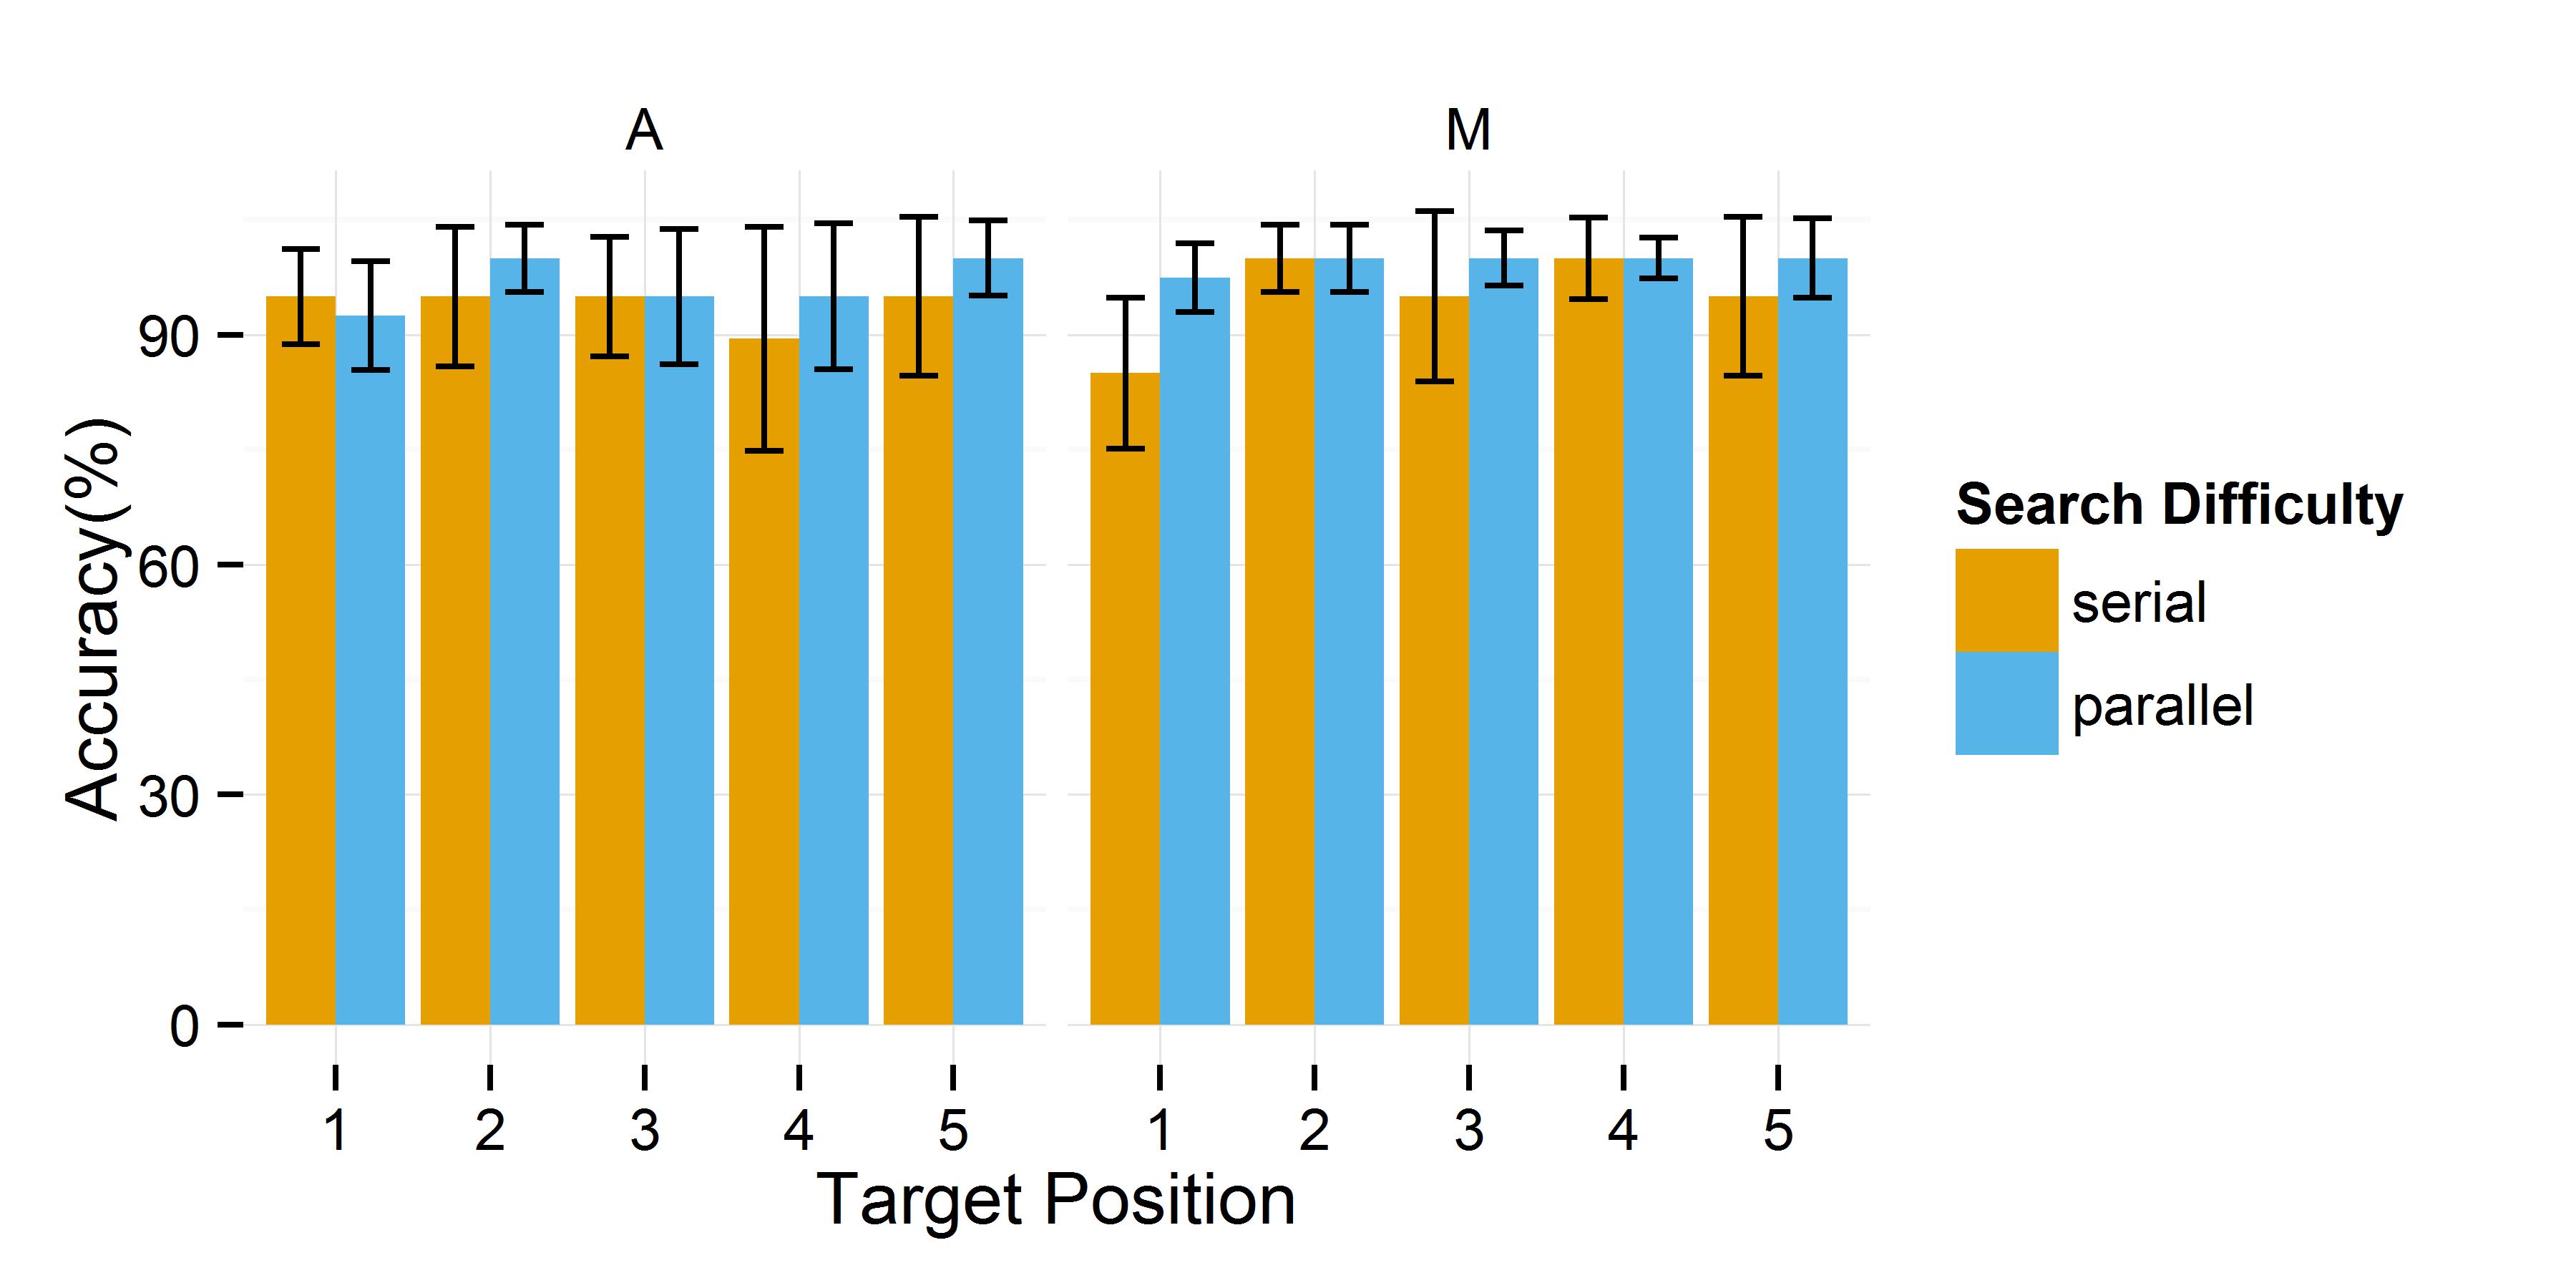 A M
Accuracy(%)
90
60
30
0
1 2 3 4 5 1 2 3 4 5
Target Position
Search Difficulty
serial
parallel